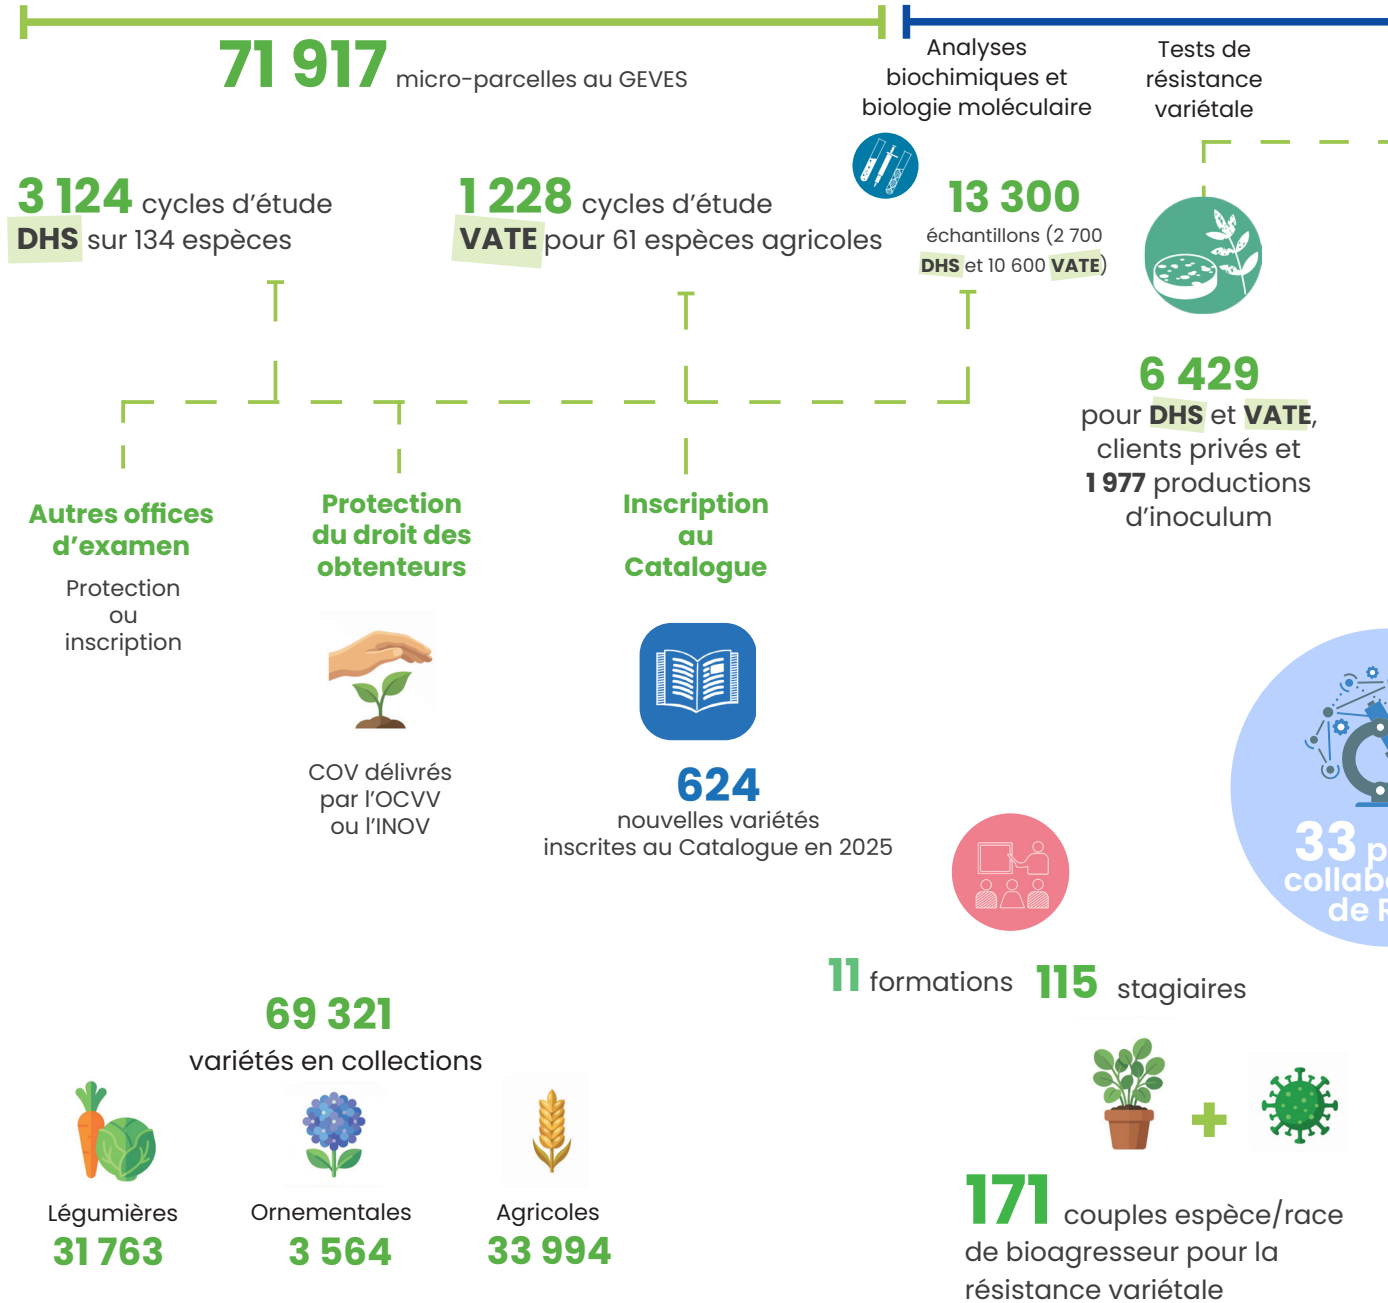 71 917 micro-parcelles au GEVES
Analyses
biochimiques et
biologie moléculaire
Tests de
résistance
variétale
3 124 cycles d'étude
DHS sur 134 espèces
1 228 cycles d'étude
VATE pour 61 espèces agricoles
13 300
échantillons (2 700
DHS et 10 600 VATE)
6 429
pour DHS et VATE,
clients privés et
1 977 productions
d'inoculum
Autres offices
d'examen
Protection
ou
inscription
Protection
du droit des
obtenteurs
COV délivrés
par l'OCVV
ou l'INOV
Inscription
au
Catalogue
624
nouvelles variétés
inscrites au Catalogue en 2025
33
de
11 formations 115 stagiaires
69 321
variétés en collections
Légumières
31 763
Ornementales
3 564
Agricoles
33 994
171 couples espèce/race
de bioagresseur pour la
résistance variétale